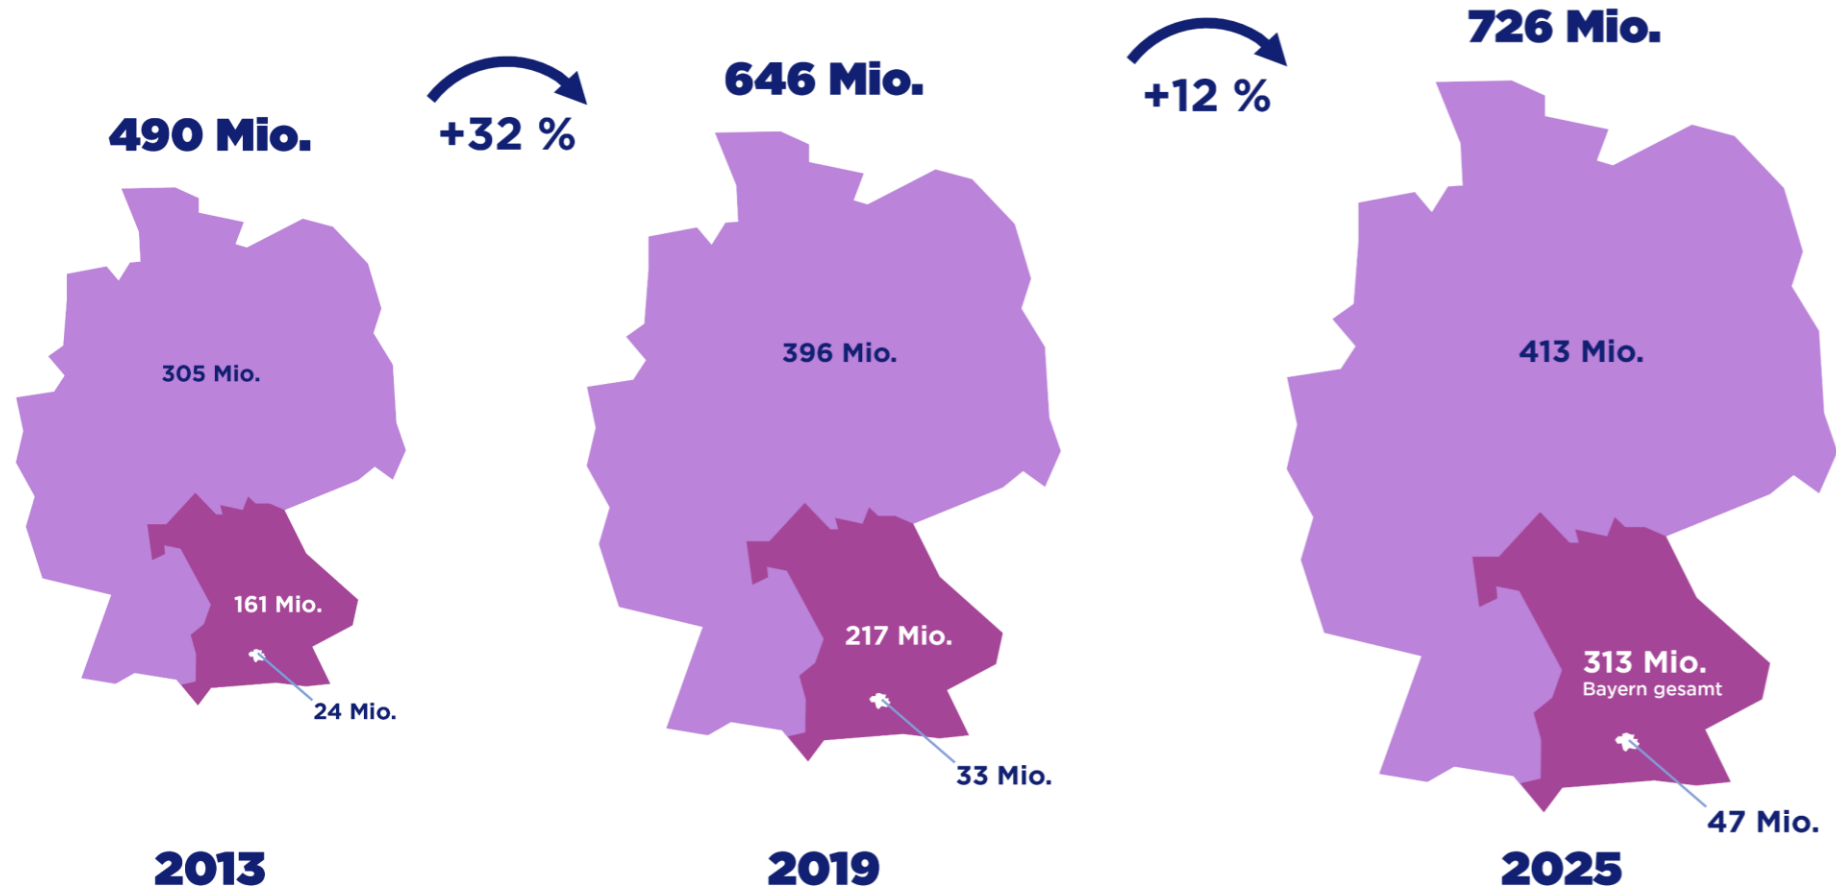 490 Mio.
+32 %
646 Mio.
+12 %
726 Mio.
305 Mio.
161 Mio.
24 Mio.
2013
396 Mio.
217 Mio.
33 Mio.
2019
413 Mio.
313 Mio.
Bayern gesamt
47 Mio.
2025